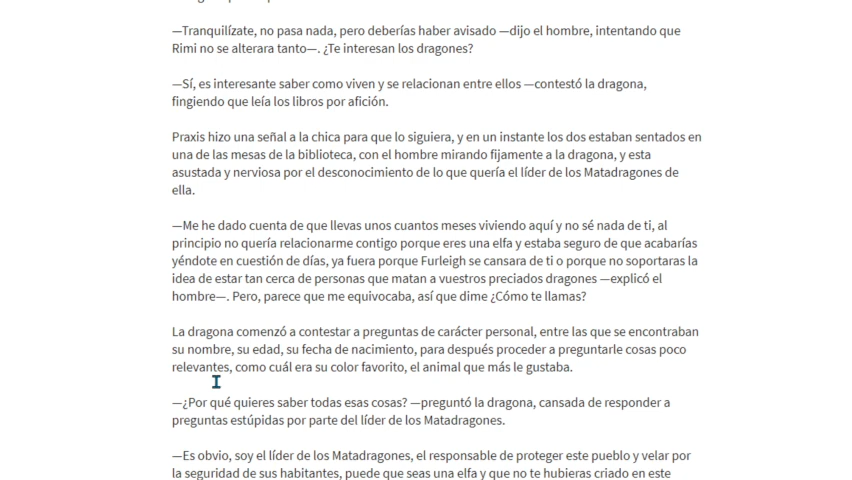 —Tranquilízate, no pasa nada, pero deberías haber avisado —dijo el hombre, intentando que
Rimi no se alterara tanto—. ¿Te interesan los dragones?
—Sí, es interesante saber como viven y se relacionan entre ellos —contestó la dragona,
fingiendo que leía los libros por afición.
Praxis hizo una señal a la chica para que lo siguiera, y en un instante los dos estaban sentados en
una de las mesas de la biblioteca, con el hombre mirando fijamente a la dragona, y esta
asustada y nerviosa por el desconocimiento de lo que quería el líder de los Matadragones de
ella.
—Me he dado cuenta de que llevas unos cuantos meses viviendo aquí y no sé nada de ti, al
principio no quería relacionarme contigo porque eres una elfa y estaba seguro de que acabarías
yéndote en cuestión de días, ya fuera porque Furleigh se cansara de ti o porque no soportaras la
idea de estar tan cerca de personas que matan a vuestros preciados dragones —explicó el
hombre—. Pero, parece que me equivocaba, así que dime ¿Cómo te llamas?
La dragona comenzó a contestar a preguntas de carácter personal, entre las que se encontraban
su nombre, su edad, su fecha de nacimiento, para después proceder a preguntarle cosas poco
relevantes, como cuál era su color favorito, el animal que más le gustaba.
—¿Por qué quieres saber todas esas cosas? —preguntó la dragona, cansada de responder a
preguntas estúpidas por parte del líder de los Matadragones.
—Es obvio, soy el líder de los Matadragones, el responsable de proteger este pueblo y velar por
la seguridad de sus habitantes, puede que seas una elfa y que no te hubieras criado en este